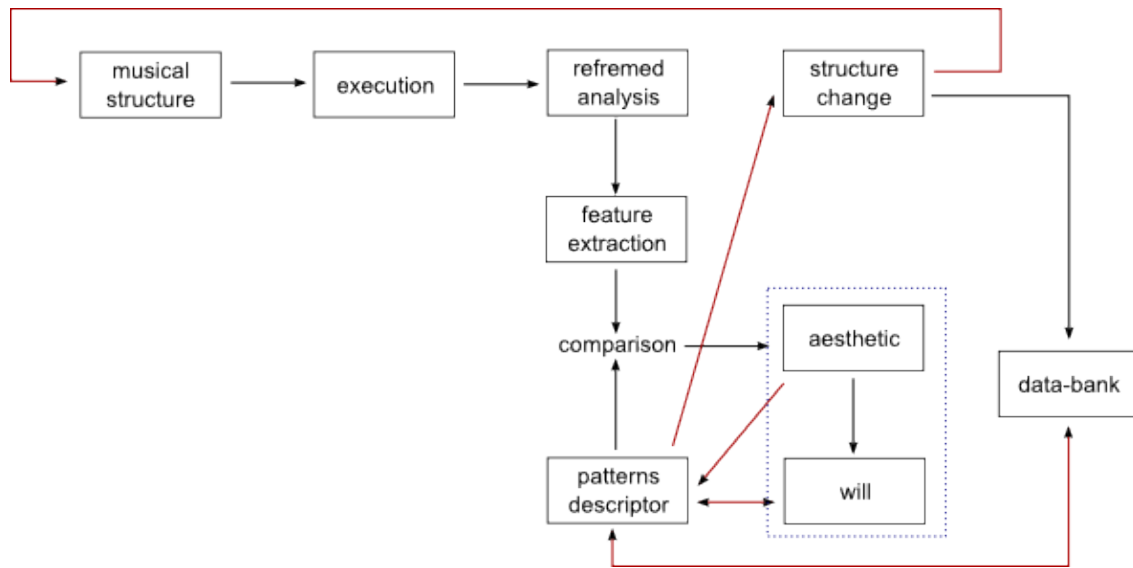 musical
structure
execution
refremed
analysis
structure
change
feature
extraction
comparison
aesthetic
data-bank
patterns
descriptor
will